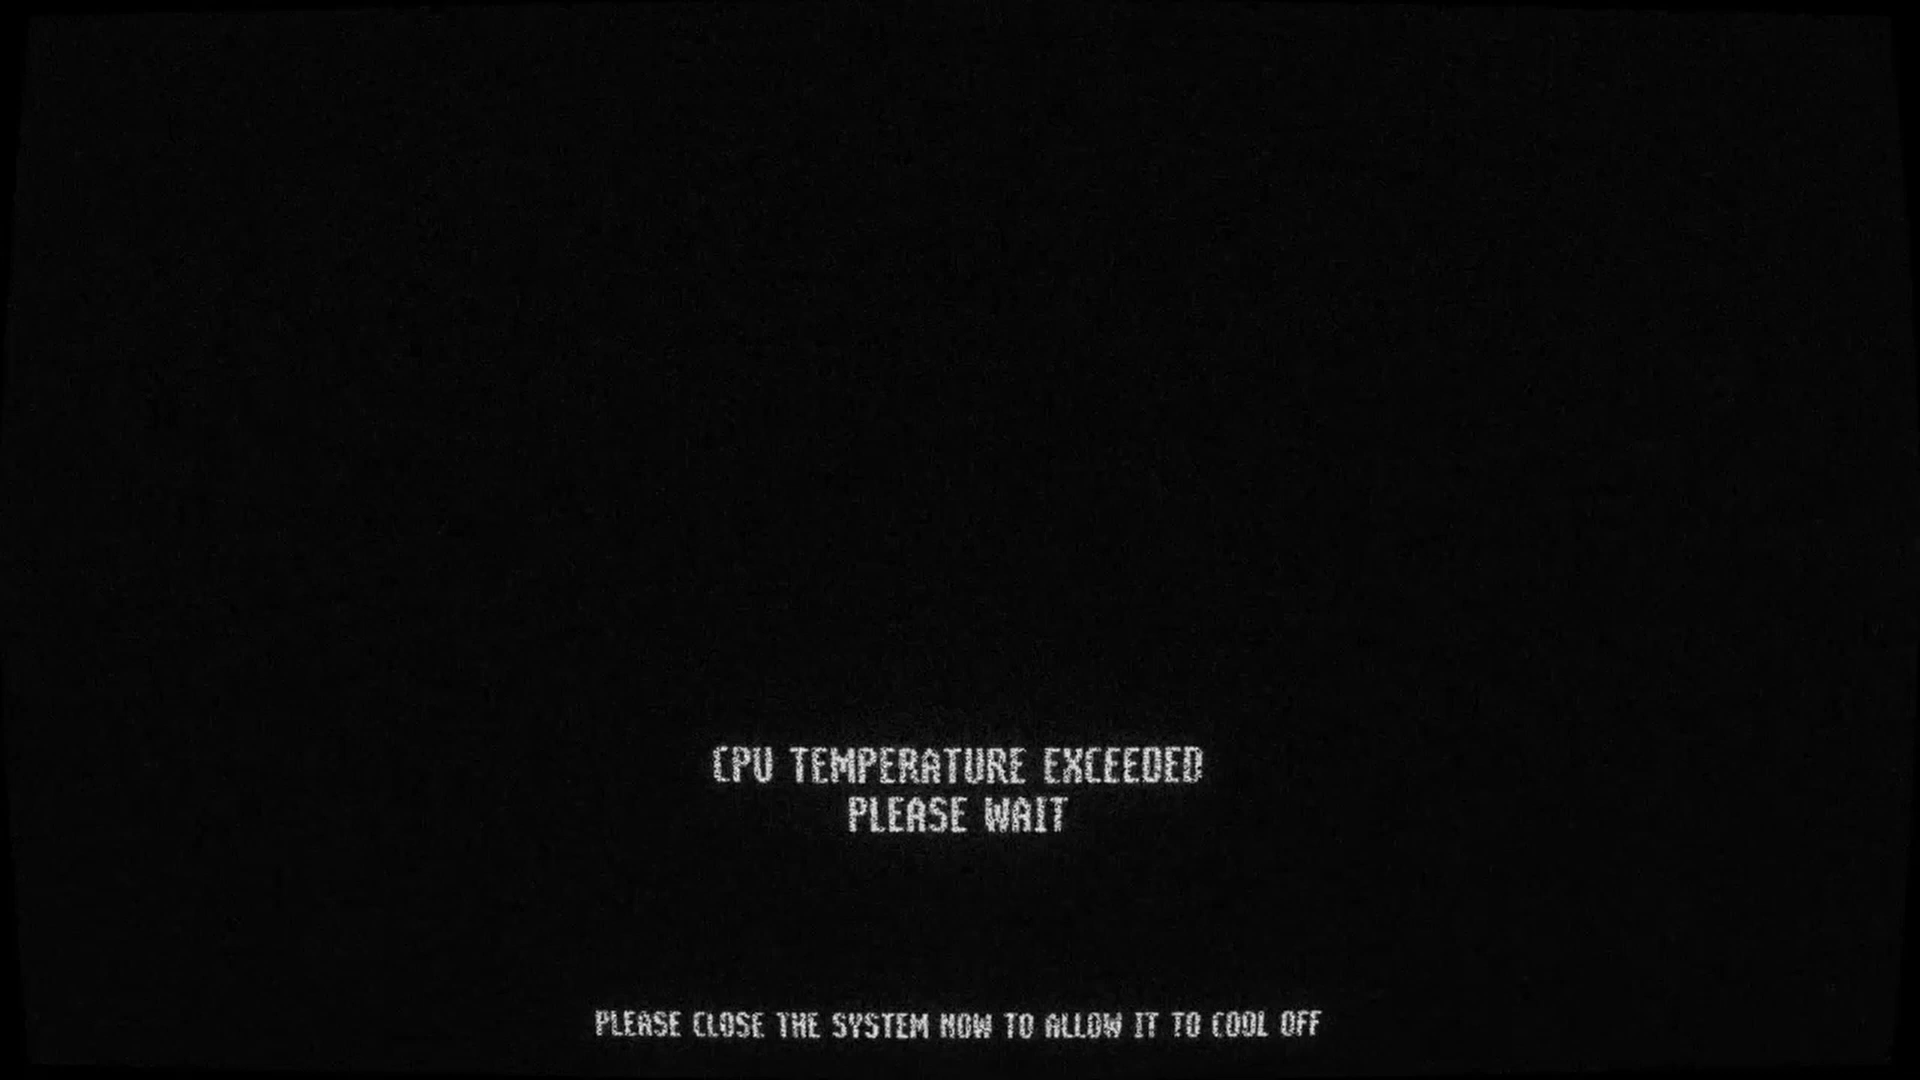 CPU TEMPERATURE EXCEEDED
PLEASE WAIT
PLEASE CLOSE THE SYSTEM NOW TO ALLOW IT TO COOL OFF